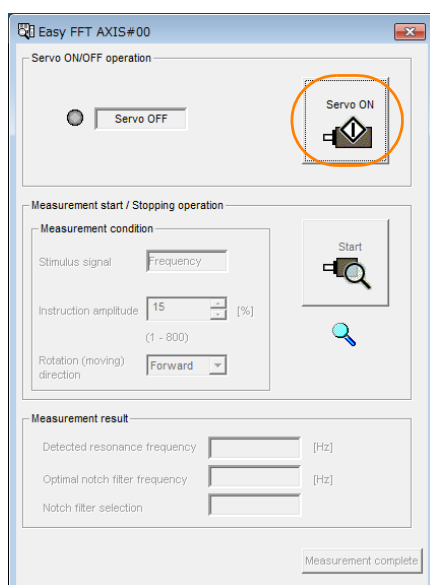 Easy FFT AXIS#00
Servo ON/OFF operation
Servo OFF
Servo ON
Measurement start / Stopping operation
Measurement condition
Stimulus signal Frequency
Instruction amplitude 15 [%]
(1 - 800)
Rotation (moving)
direction
Forward
Start
Measurement result
Detected resonance frequency [Hz]
Optimal notch filter frequency [Hz]
Notch filter selection
Measurement complete